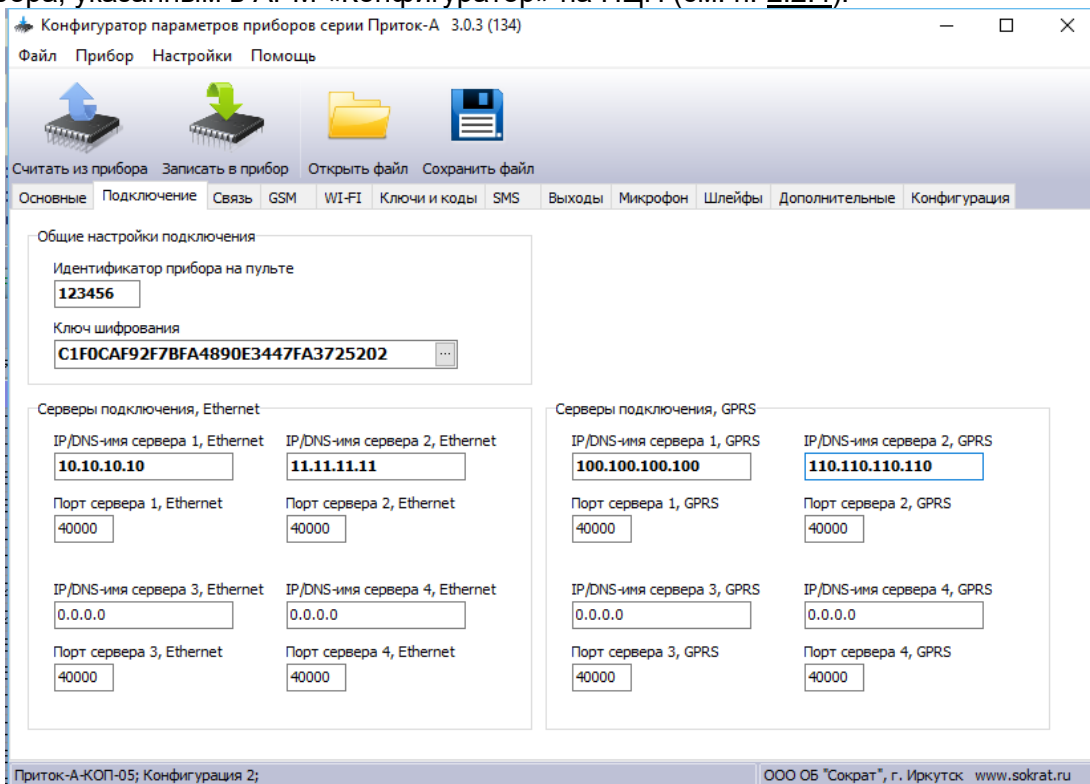 указанным в АРМ «Конфигуратор» на ПЦН (см. п.
Конфигуратор параметров приборов серии Приток-А 3.0.3 (134)
Файл Прибор Настройки Помощь
Считать из прибора Записать в прибор Открыть файл Сохранить файл
Основные Подключение Связь GSM WI-FI Ключи и коды SMS Выходы Микрофон Шлейфы Дополнительные Конфигурация
Общие настройки подключения
Идентификатор прибора на пульте
123456
Ключ шифрования
C1F0CAF92F7BFA4890E3447FA3725202 ...
Серверы подключения, Ethernet Серверы подключения, GPRS
IP/DNS-имя сервера 1, Ethernet IP/DNS-имя сервера 2, Ethernet IP/DNS-имя сервера 1, GPRS IP/DNS-имя сервера 2, GPRS
10.10.10.10 11.11.11.11 100.100.100.100 110.110.110.110
Порт сервера 1, Ethernet Порт сервера 2, Ethernet Порт сервера 1, GPRS Порт сервера 2, GPRS
40000 40000 40000 40000
IP/DNS-имя сервера 3, Ethernet IP/DNS-имя сервера 4, Ethernet IP/DNS-имя сервера 3, GPRS IP/DNS-имя сервера 4, GPRS
0.0.0.0 0.0.0.0 0.0.0.0 0.0.0.0
Порт сервера 3, Ethernet Порт сервера 4, Ethernet Порт сервера 3, GPRS Порт сервера 4, GPRS
40000 40000 40000 40000
Приток-А-КОП-05; Конфигурация 2; ООО ОБ "Сократ", г. Иркутск www.sokrat.ru